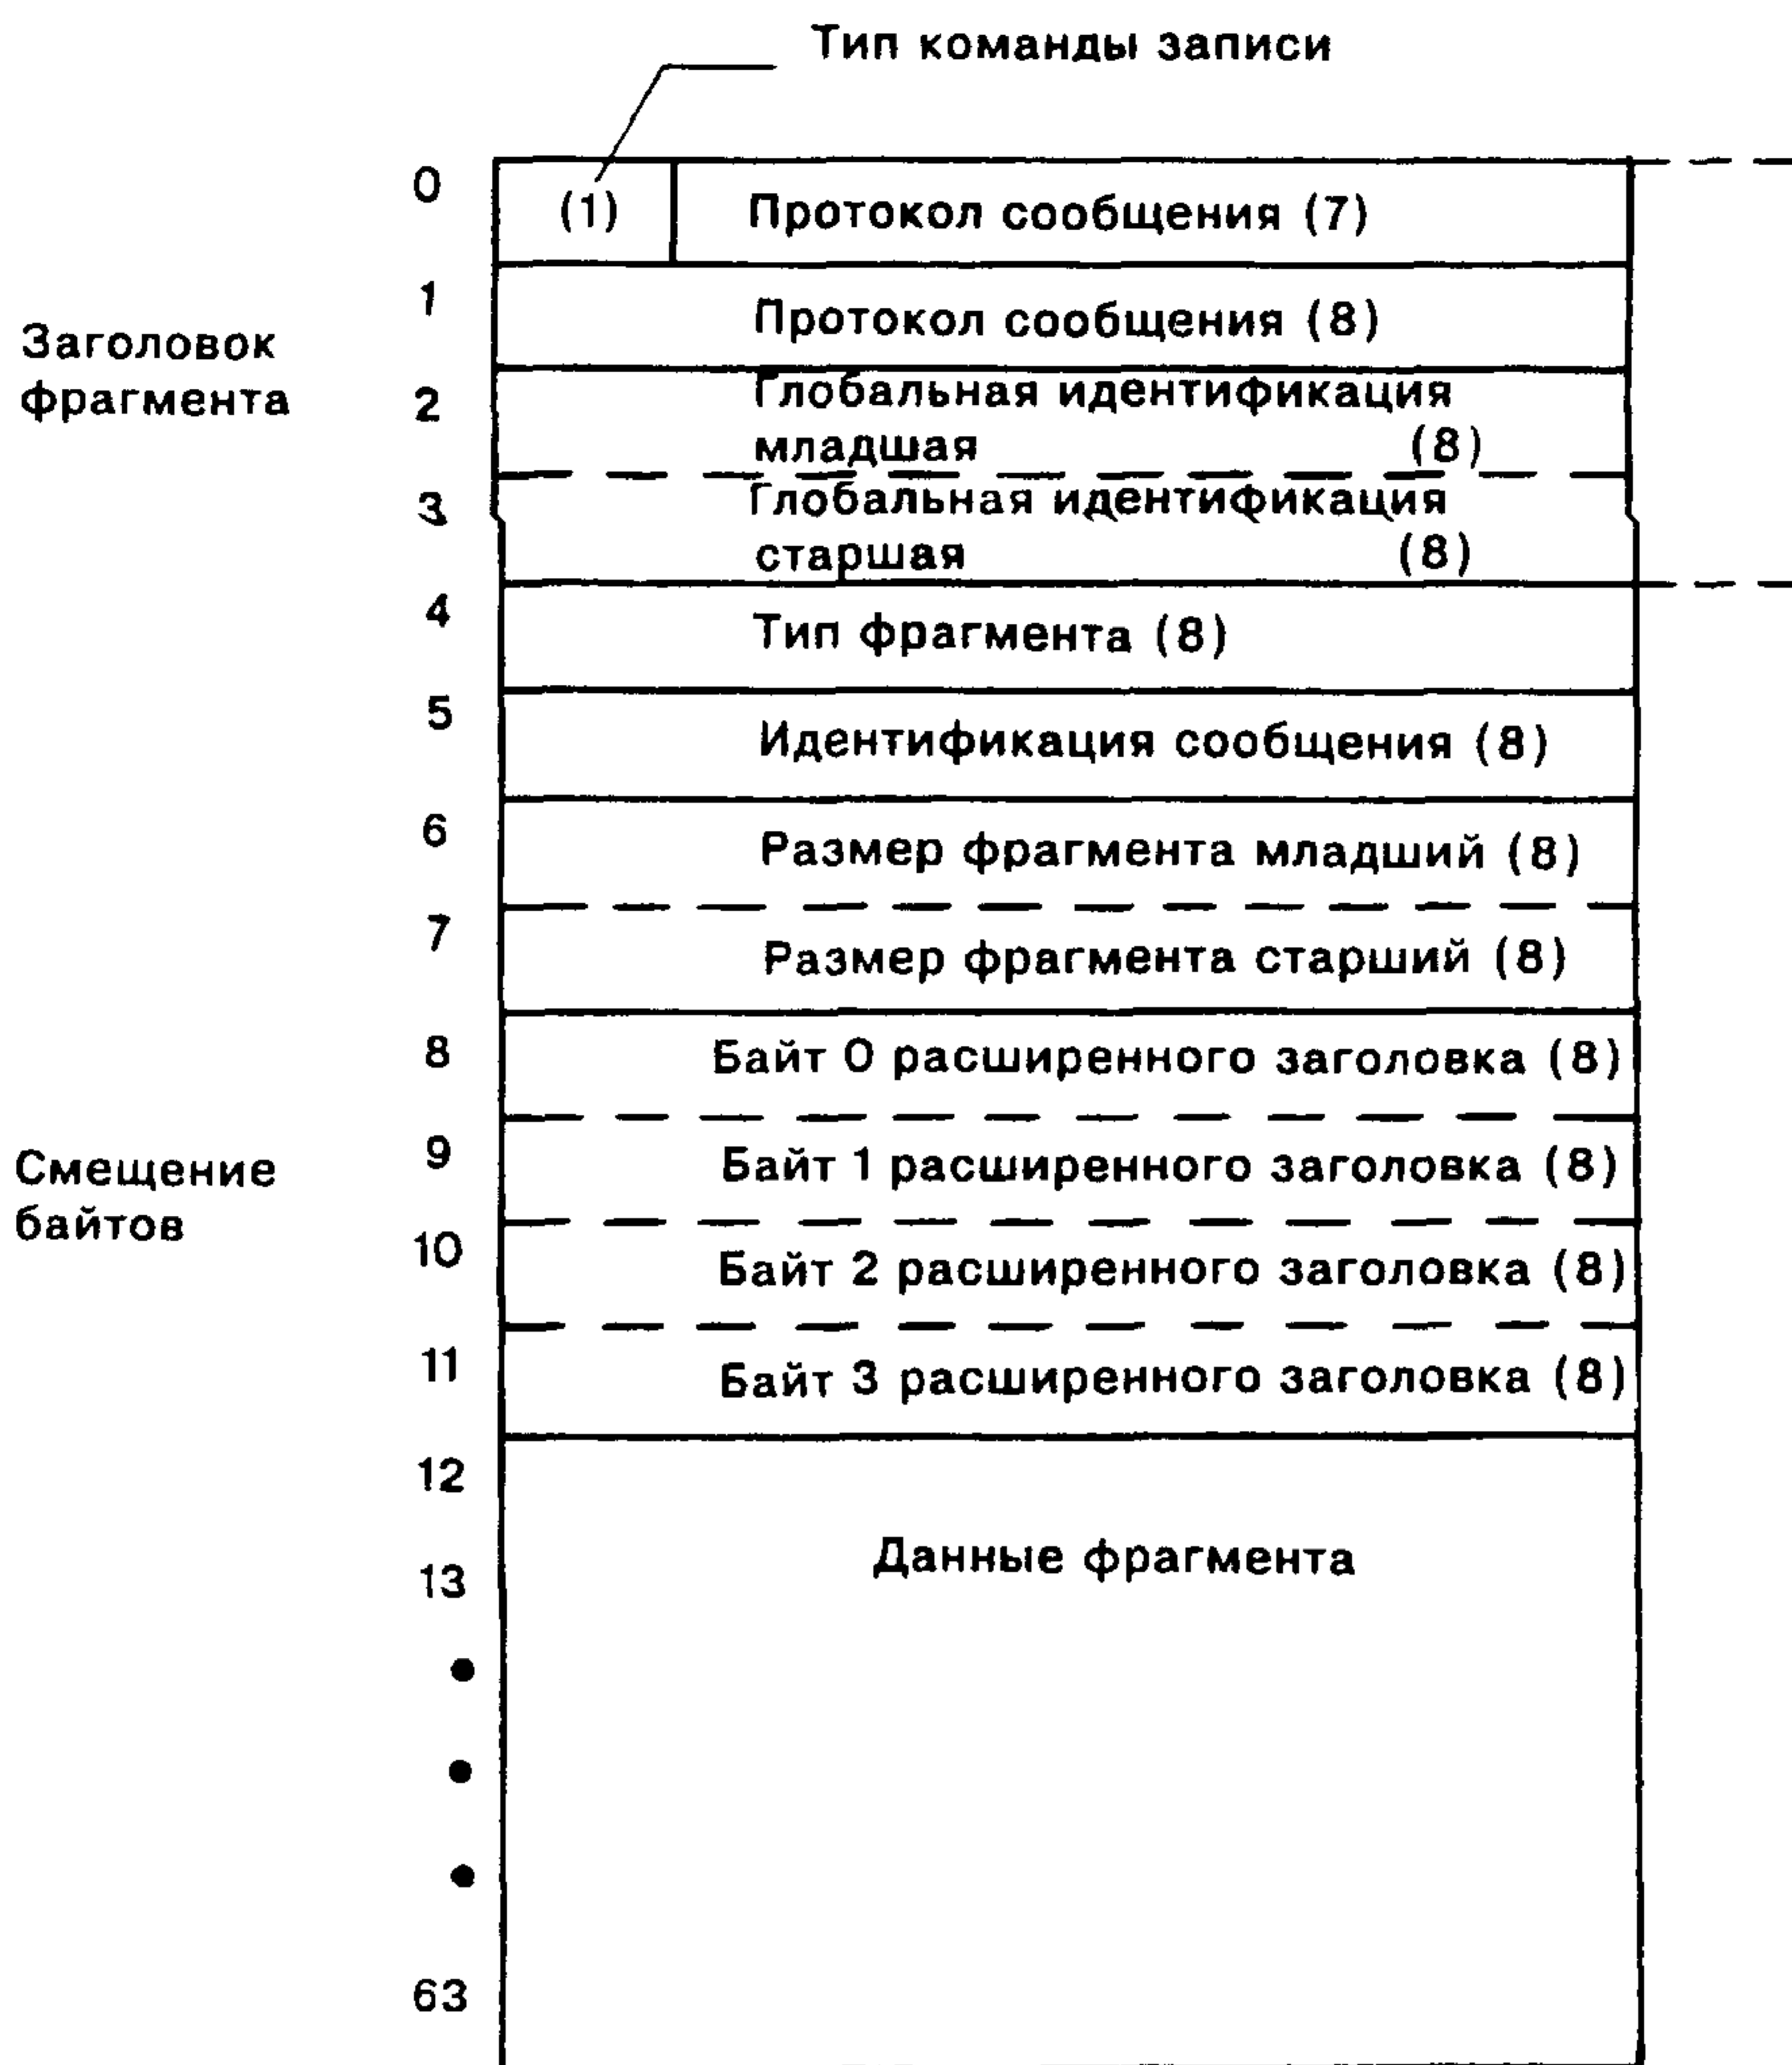 Тип команды записи
0
(1) Протокол сообщения (7)
1
Протокол сообщения (8)
Заголовок
фрагмента
2
Глобальная идентификация
младшая (8)
3
Глобальная идентификация
старшая (8)
4
Тип фрагмента (8)
5
Идентификация сообщения (8)
6
Размер фрагмента младший (8)
7
Размер фрагмента старший (8)
8
Байт 0 расширенного заголовка (8)
9
Байт 1 расширенного заголовка (8)
Смещение
байтов
10
Байт 2 расширенного заголовка (8)
11
Байт 3 расширенного заголовка (8)
12
Данные фрагмента
13
63